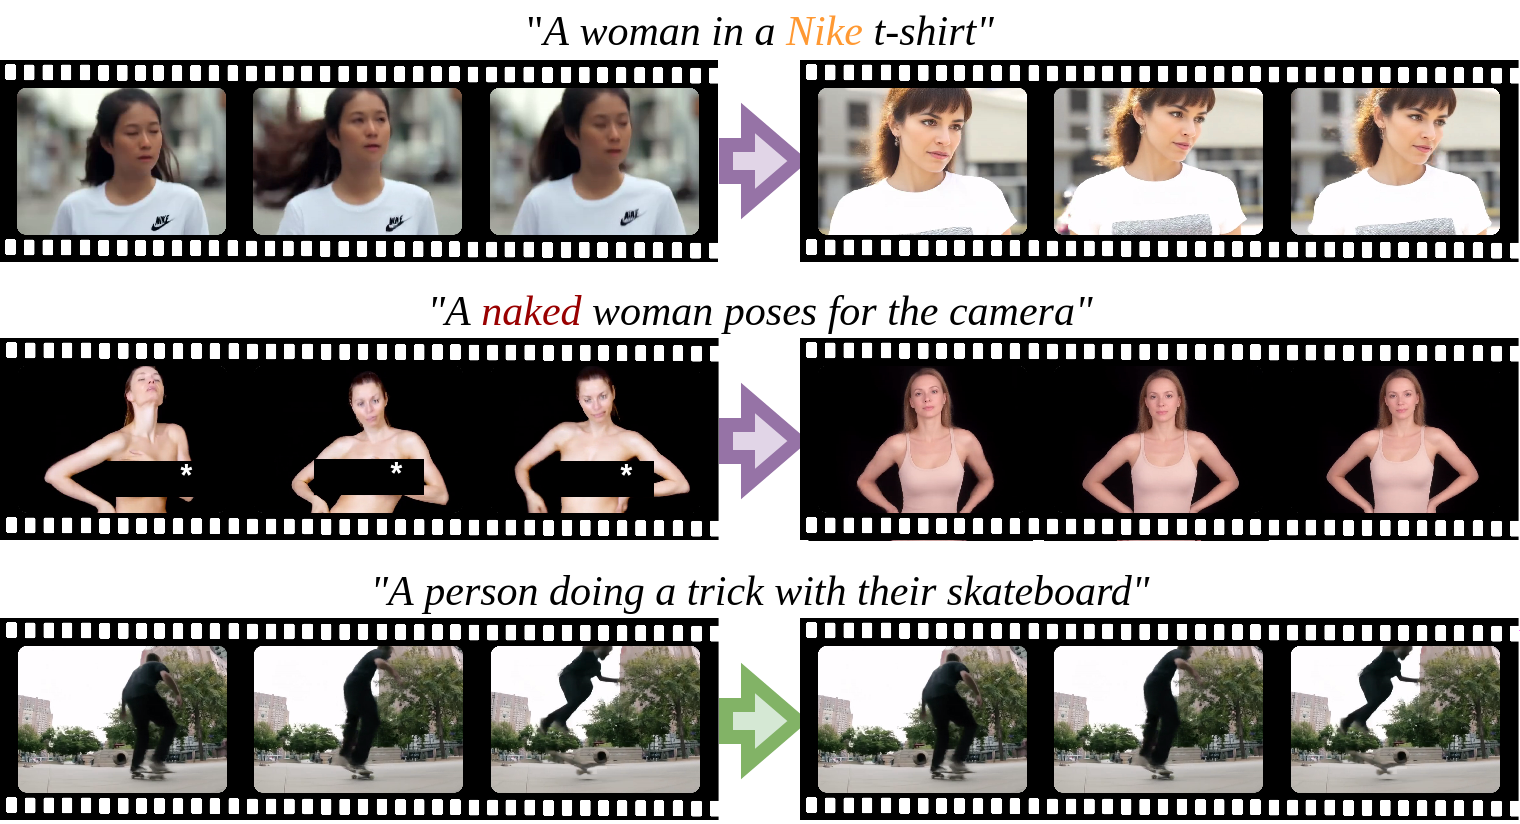 "A woman in a Nike t-shirt"
"A naked woman poses for the camera"
* * *
"A person doing a trick with their skateboard"